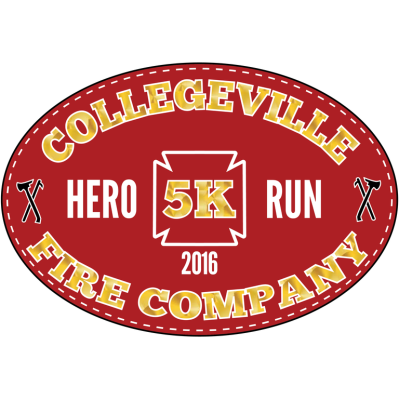 COLLEGEVILLE
HERO 5K RUN
2016
FIRE COMPANY